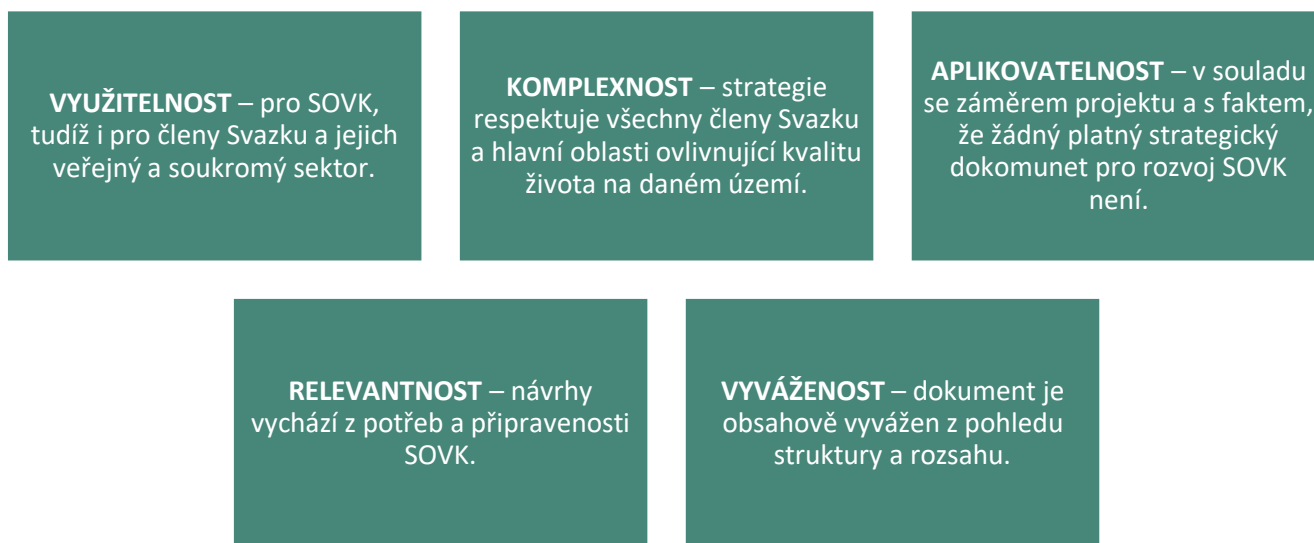 VYUŽITELNOST – pro SOVK,
tudíž i pro členy Svazku a jejich
veřejný a soukromý sektor.
KOMPLEXNOST – strategie
respektuje všechny členy Svazku
a hlavní oblasti ovlivnující kvalitu
života na daném území.
APLIKOVATELNOST – v souladu
se záměrem projektu a s faktem,
že žádný platný strategický
dokomunet pro rozvoj SOVK
není.
RELEVANTNOST – návrhy
vychází z potřeb a připravenosti
SOVK.
VYVÁŽENOST – dokument je
obsahově vyvážen z pohledu
struktury a rozsahu.